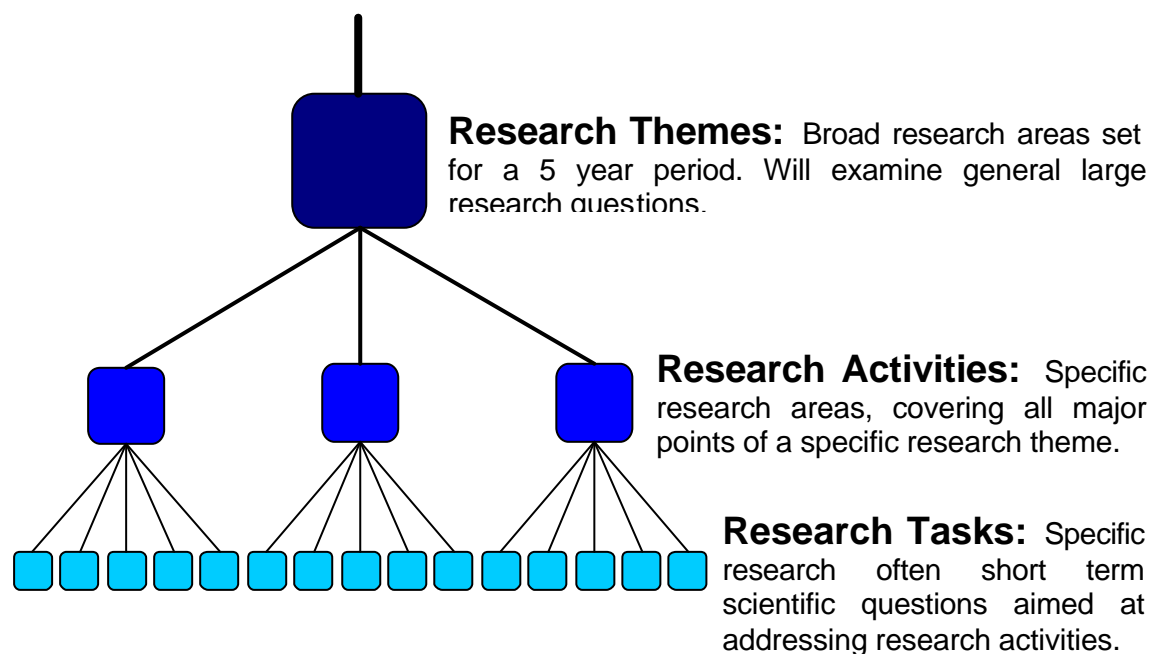 Research Themes: Broad research areas set
for a 5 year period. Will examine general large
research questions.
Research Activities: Specific
research areas, covering all major
points of a specific research theme.
Research Tasks: Specific
research often short term
scientific questions aimed at
addressing research activities.